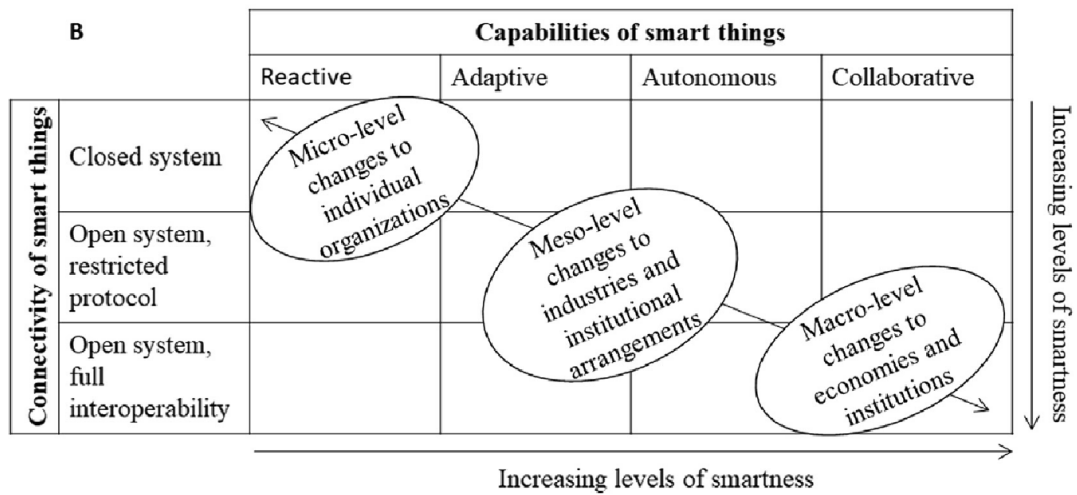 B
Capabilities of smart things
Reactive
Adaptive
Autonomous
Collaborative
Connectivity of smart things
Closed system
Open system,
restricted
protocol
Open system,
full
interoperability
Micro-level
changes to
individual
organizations
Meso-level
changes to
industries and
institutional
arrangements
Macro-level
changes to
economies and
institutions
Increasing levels of smartness
Increasing levels of smartness